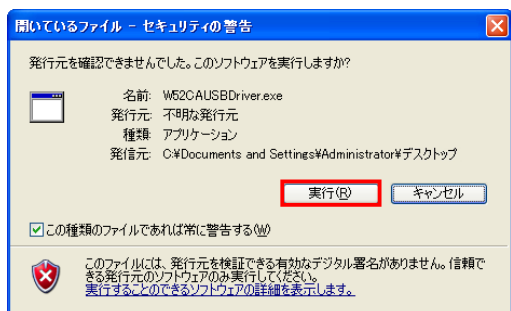 開いているファイル - セキュリティの警告
発行元を確認できませんでした。このソフトウェアを実行しますか?
名前: W52CAUSBDriver.exe
発行元: 不明な発行元
種類: アプリケーション
発信元: C:¥Documents and Settings¥Administrator¥デスクトップ
実行(R)
キャンセル
この種類のファイルであれば常に警告する(W)
このファイルには、発行元を検証できる有効なデジタル署名がありません。信頼で
きる発行元のソフトウェアのみ実行してください。
実行することのできるソフトウェアの詳細を表示します。